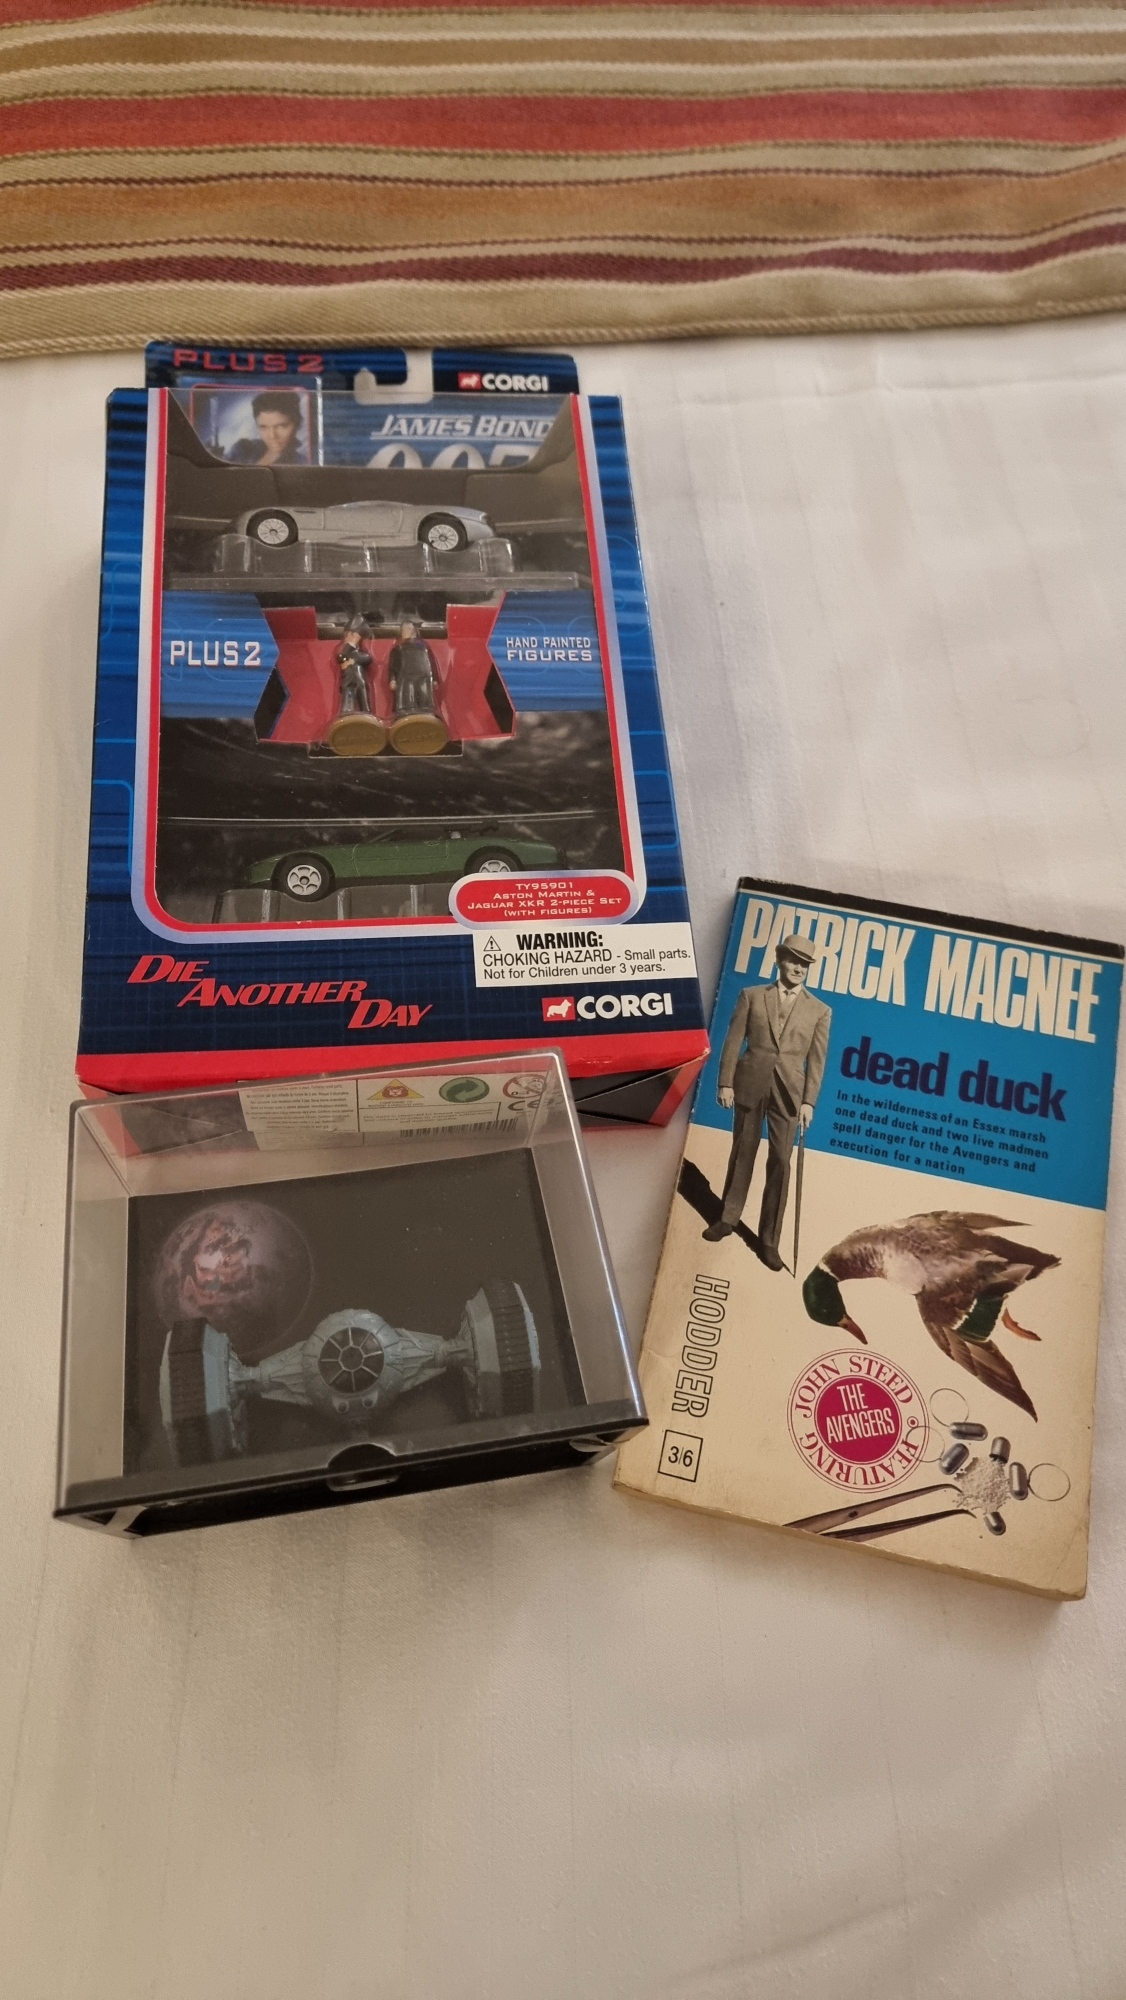 PLUS 2
CORGI
JAMES BOND
007
PLUS 2
HAND PAINTED
FIGURES
TY95901
ASTON MARTIN &
JAGUAR XKR 2-PIECE SET
(WITH FIGURES)
WARNING:
CHOKING HAZARD - Small parts.
Not for Children under 3 years.
DIE
ANOTHER
DAY
CORGI
CE
PATRICK MACNEE
dead duck
In the wilderness of an Essex marsh
one dead duck and two live madmen
spell danger for the Avengers and
execution for a nation
HODDER
3/6
FEATURING JOHN STEED
THE
AVENGERS